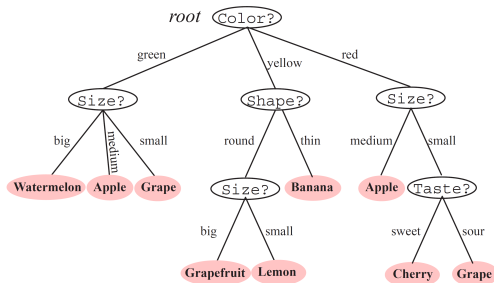 root Color?
green yellow red
Size? Shape? Size?
big medium small round thin medium small
Watermelon Apple Grape Size? Banana Apple Taste?
big small sweet sour
Grapefruit Lemon Cherry Grape